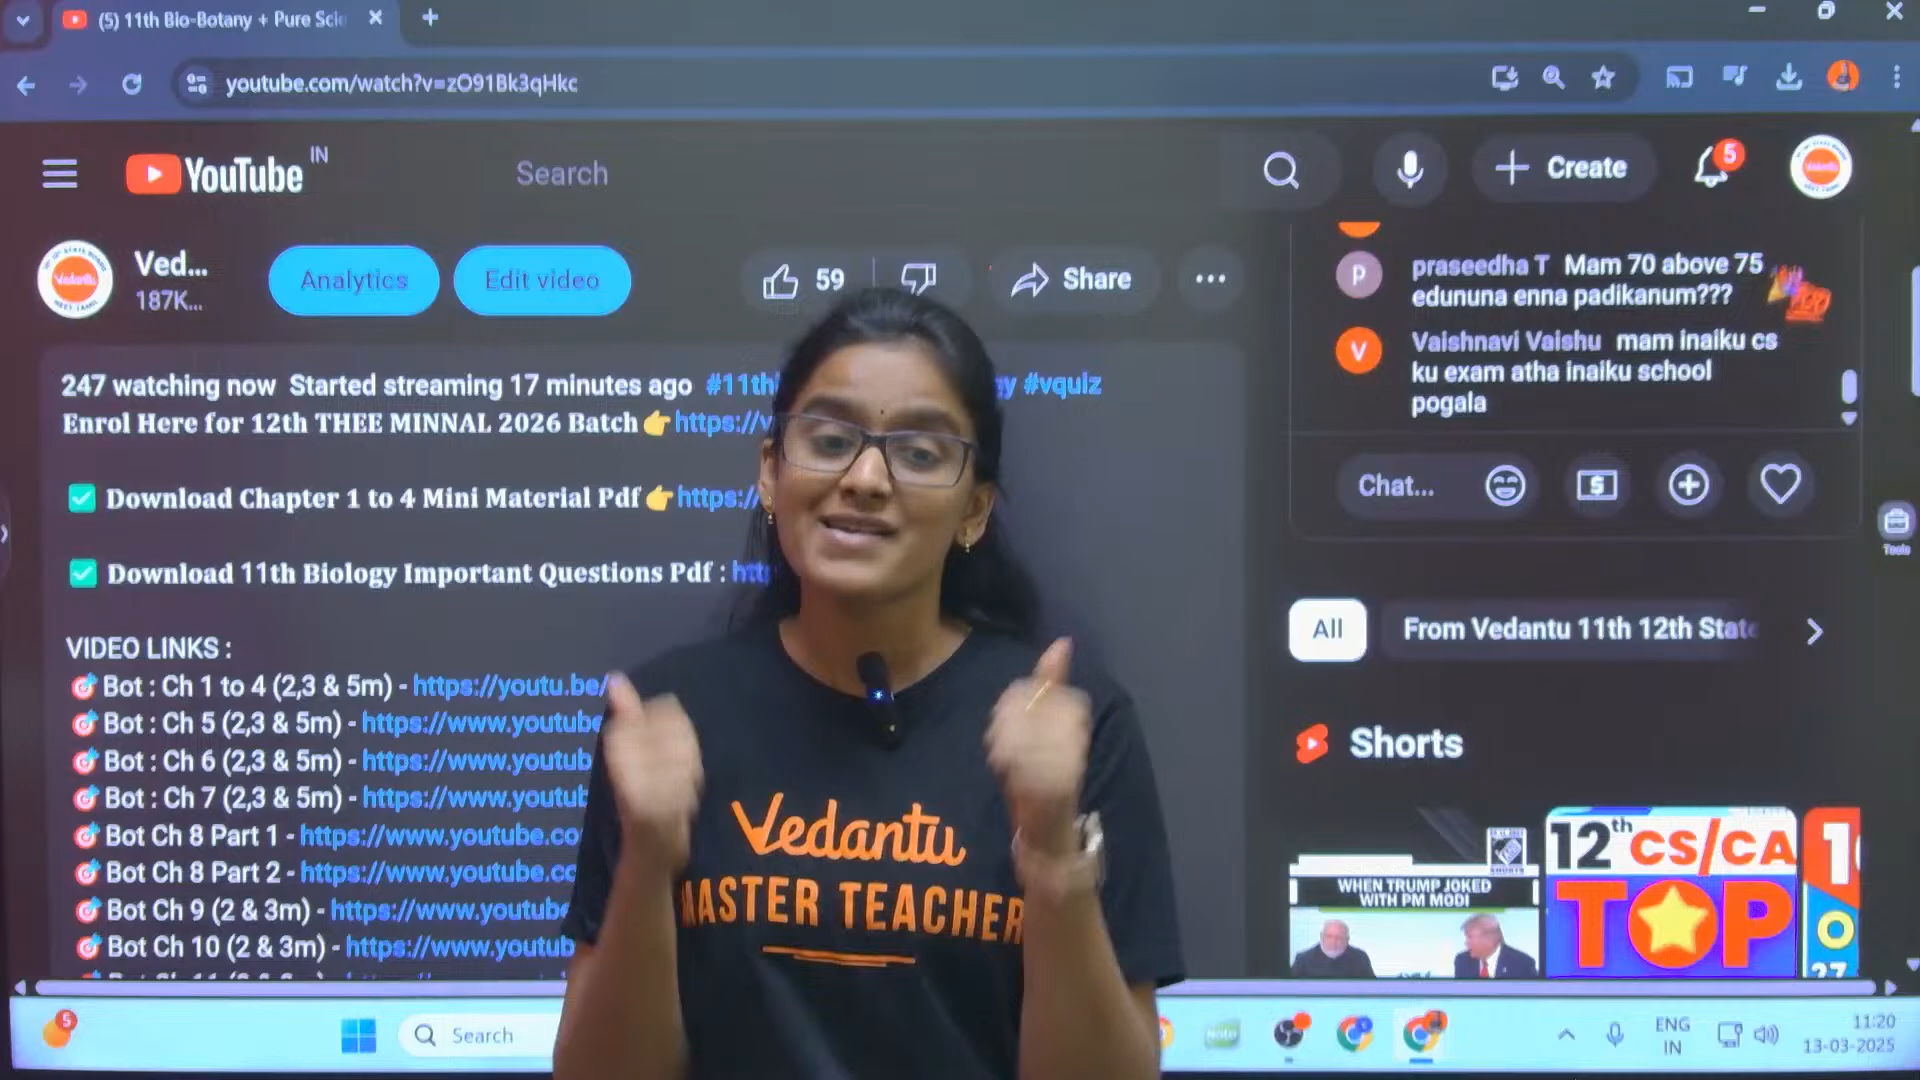 (5) 11th Bio-Botany + Pure Scie
youtube.com/watch?v=zO91Bk3qHkc
YouTube IN
Search
Create
5
Ved...
187K...
Analytics
Edit video
59
Share
247 watching now Started streaming 17 minutes ago #11th
gy #vquiz
Enrol Here for 12th THEE MINNAL 2026 Batch 👉 https://v
✅ Download Chapter 1 to 4 Mini Material Pdf 👉 https://
✅ Download 11th Biology Important Questions Pdf : htt
VIDEO LINKS :
🎯 Bot : Ch 1 to 4 (2,3 & 5m) - https://youtu.be/
🎯 Bot : Ch 5 (2,3 & 5m) - https://www.youtube
🎯 Bot : Ch 6 (2,3 & 5m) - https://www.youtub
🎯 Bot : Ch 7 (2,3 & 5m) - https://www.youtub
🎯 Bot Ch 8 Part 1 - https://www.youtube.co
🎯 Bot Ch 8 Part 2 - https://www.youtube.cc
🎯 Bot Ch 9 (2 & 3m) - https://www.youtube
🎯 Bot Ch 10 (2 & 3m) - https://www.youtub
Vedantu
MASTER TEACHER
P
praseedha T Mam 70 above 75
edununa enna padikanum???
V
Vaishnavi Vaishu mam inaiku cs
ku exam atha inaiku school
pogala
Chat...
Tools
All
From Vedantu 11th 12th State
Shorts
WHEN TRUMP JOKED
WITH PM MODI
12th CS/CA
TOP
5
Search
ENG
IN
11:20
13-03-2025